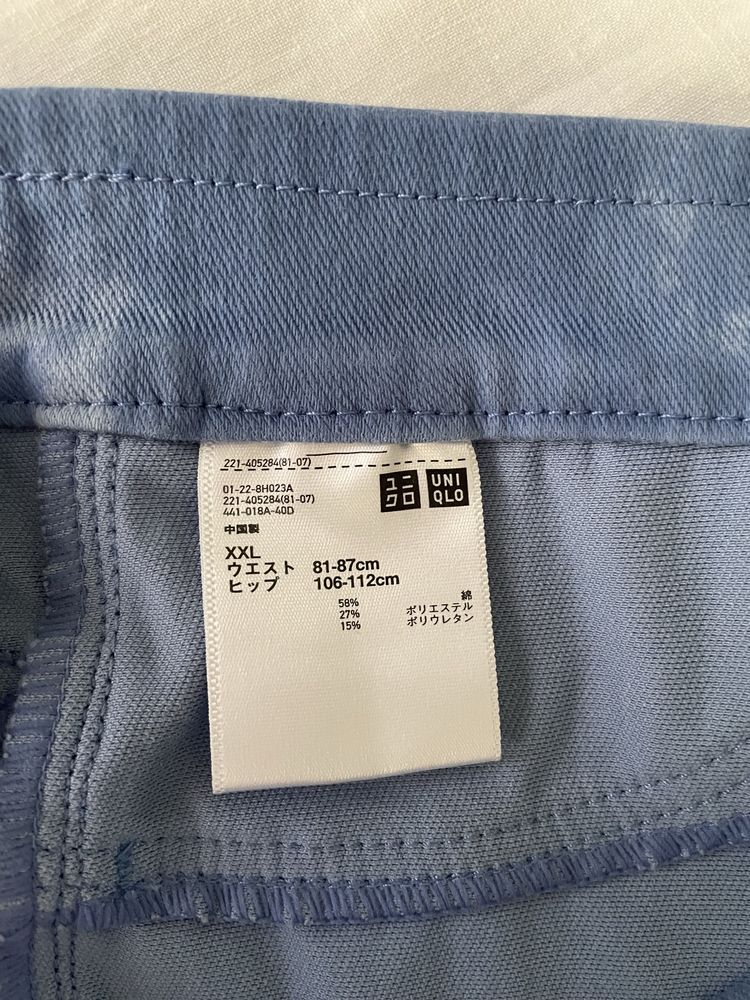 221-405284(81-07)
01-22-8H023A
221-405284(81-07)
441-018A-40D
ユニ
クロ
UNI
QLO
中国製
XXL
ウエスト 81-87cm
ヒップ 106-112cm
58% 綿
27% ポリエステル
15% ポリウレタン